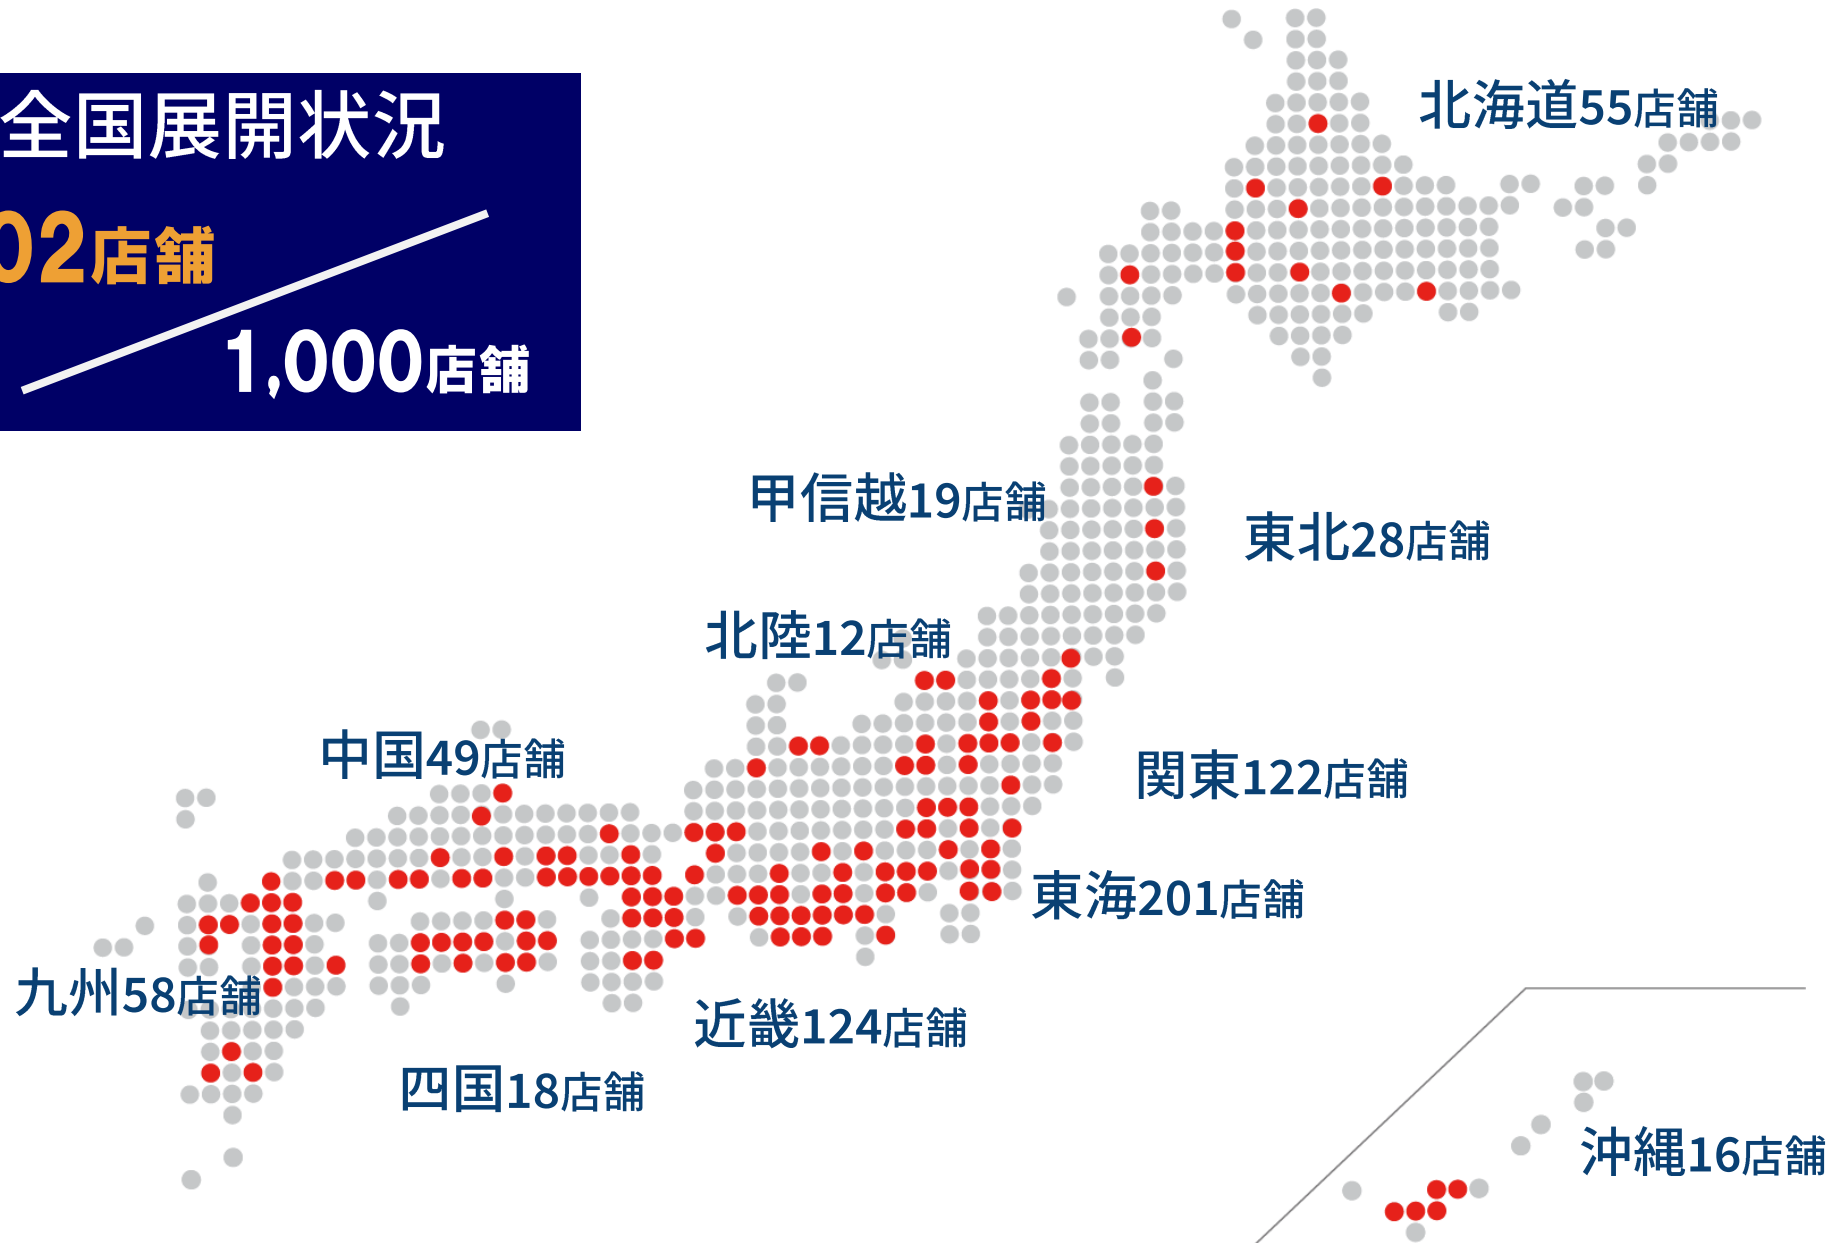 全国展開状況
02店舗
1,000店舗
北海道55店舗
甲信越19店舗
東北28店舗
北陸12店舗
中国49店舗
関東122店舗
東海201店舗
九州58店舗
近畿124店舗
四国18店舗
沖縄16店舗